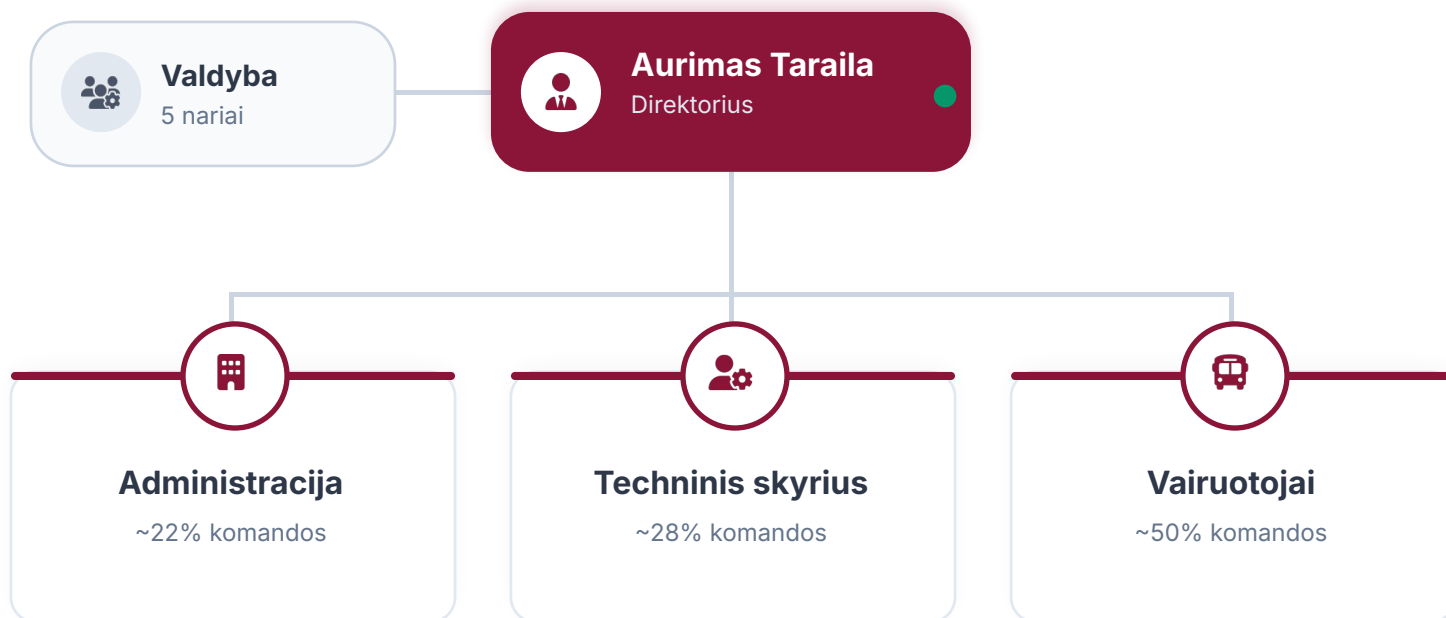 Valdyba
5 nariai
Aurimas Taraila
Direktorius
Administracija
~22% komandos
Techninis skyrius
~28% komandos
Vairuotojai
~50% komandos